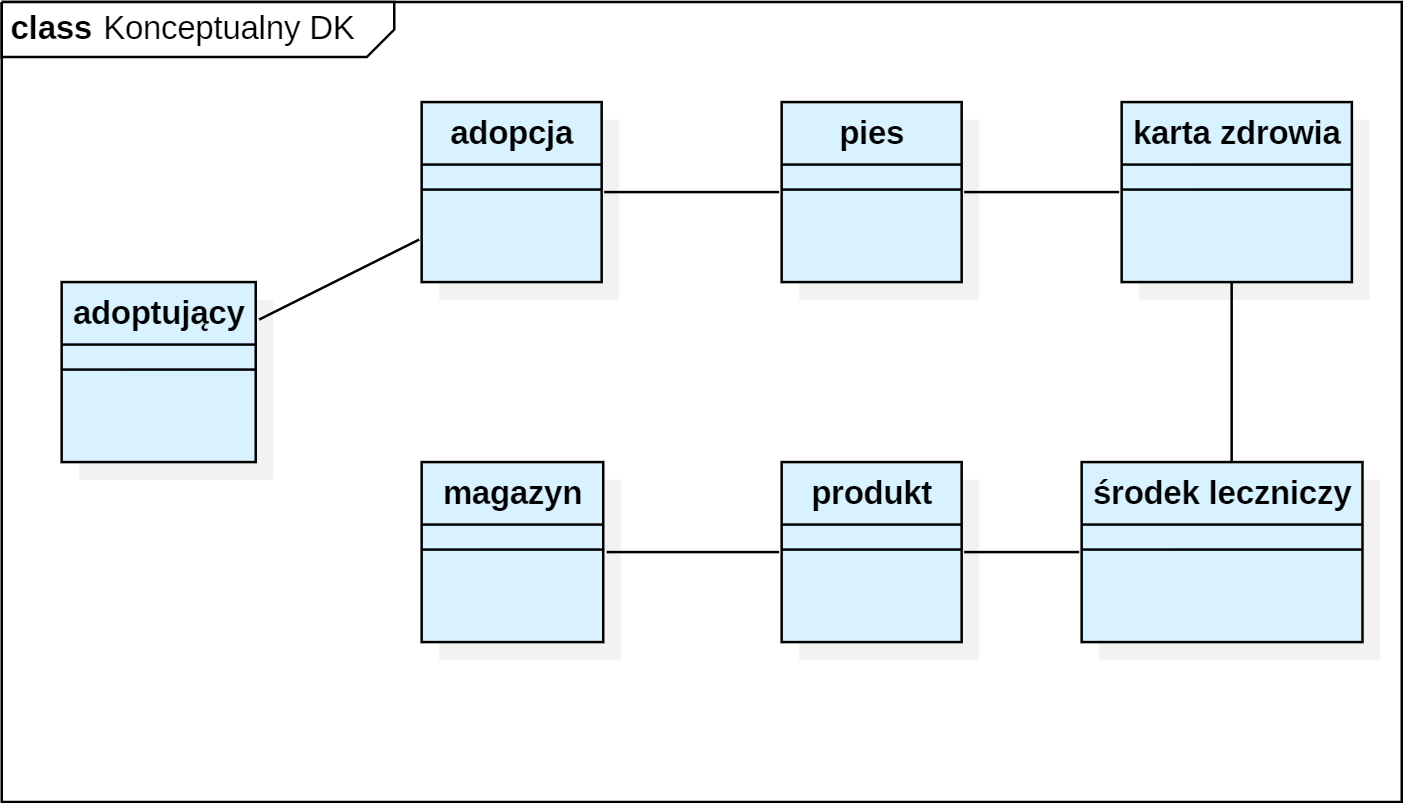 class Konceptualny DK
adopcja
pies
karta zdrowia
adoptujący
magazyn
produkt
środek leczniczy